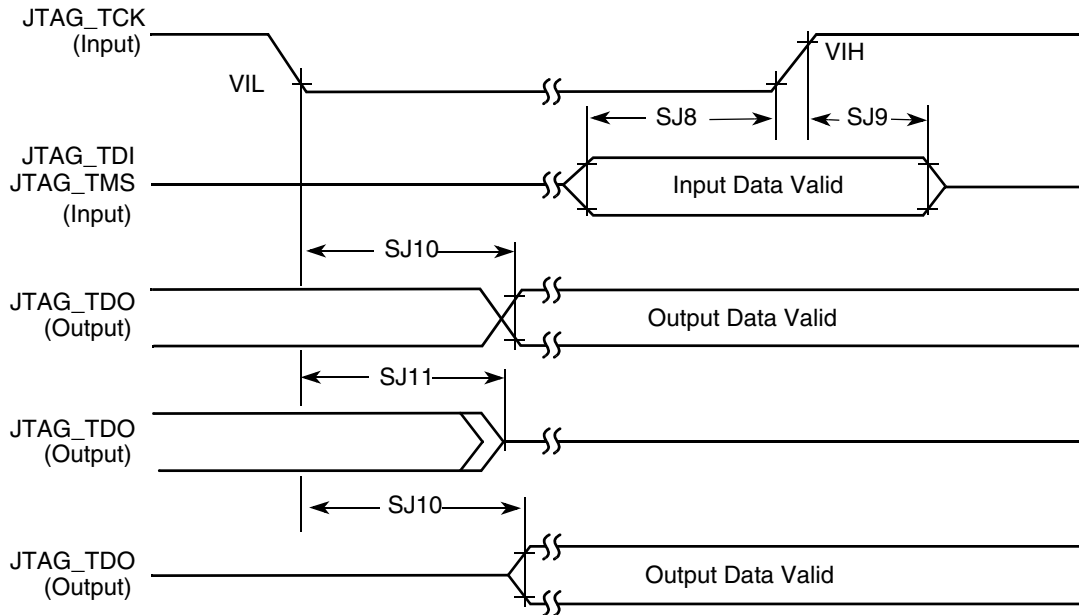 JTAG_TCK
(Input)
VIL
VIH
SJ8
SJ9
JTAG_TDI
JTAG_TMS
(Input)
Input Data Valid
SJ10
JTAG_TDO
(Output)
Output Data Valid
SJ11
JTAG_TDO
(Output)
SJ10
JTAG_TDO
(Output)
Output Data Valid